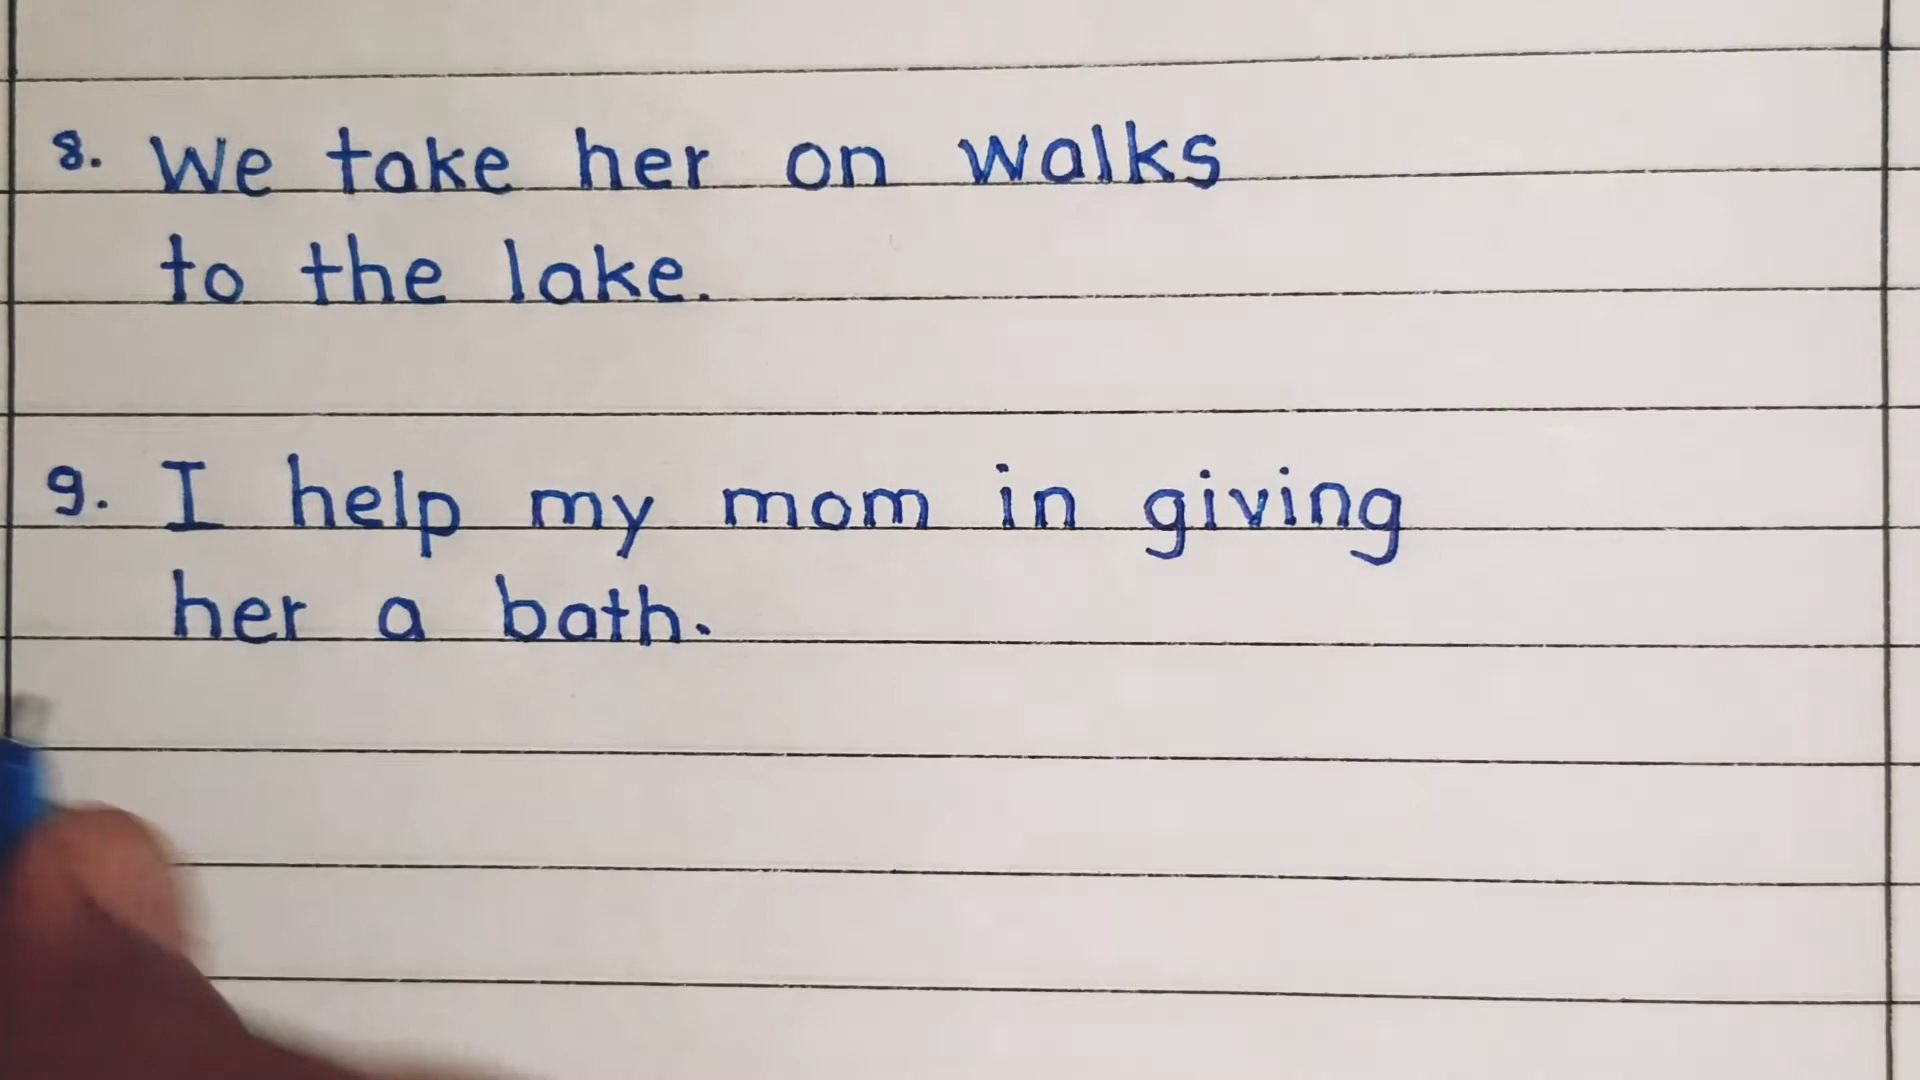 8. We take her on walks
to the lake.
9. I help my mom in giving
her a bath.